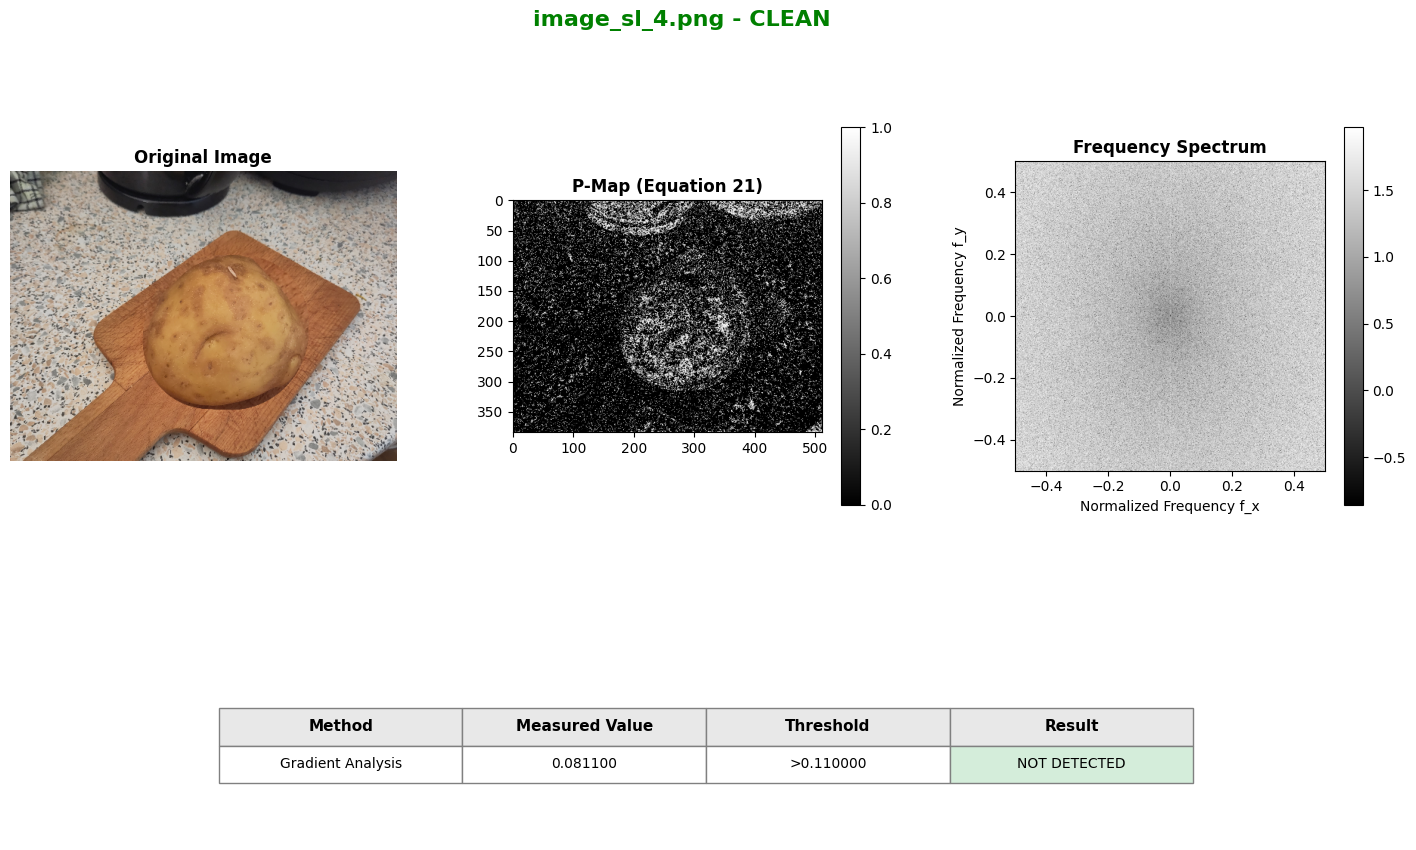 image_sl_4.png - CLEAN
Original Image
P-Map (Equation 21)
0
50
100
150
200
250
300
350
0 100 200 300 400 500
1.0
0.8
0.6
0.4
0.2
0.0
Frequency Spectrum
Normalized Frequency f_y
0.4
0.2
0.0
−0.2
−0.4
−0.4 −0.2 0.0 0.2 0.4
Normalized Frequency f_x
1.5
1.0
0.5
0.0
−0.5
Method Measured Value Threshold Result
Gradient Analysis 0.081100 >0.110000 NOT DETECTED